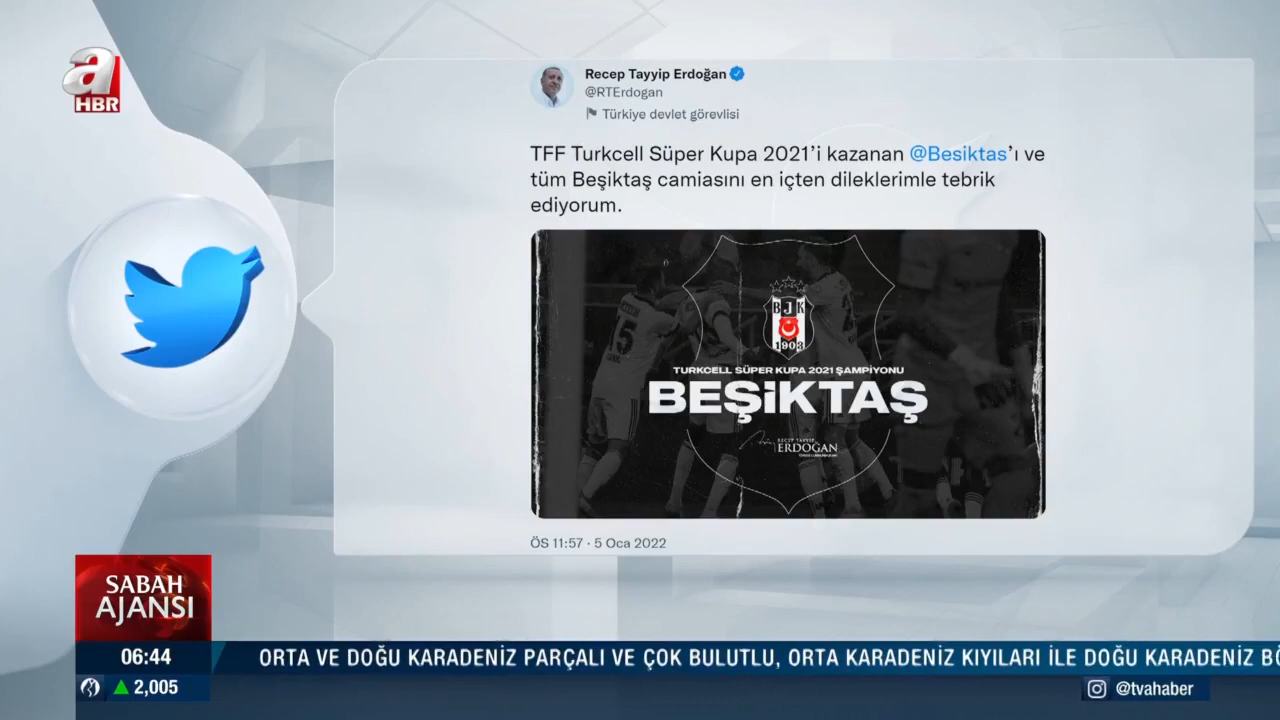 a
HBR
Recep Tayyip Erdoğan
@RTErdogan
Türkiye devlet görevlisi
TFF Turkcell Süper Kupa 2021'i kazanan @Besiktas'ı ve
tüm Beşiktaş camiasını en içten dileklerimle tebrik
ediyorum.
15
BJK
1903
TURKCELL SÜPER KUPA 2021 ŞAMPİYONU
BEŞiKTAŞ
RECEP TAYYİP
ERDOĞAN
ÖS 11:57 · 5 Oca 2022
SABAH
AJANSI
06:44
ORTA VE DOĞU KARADENİZ PARÇALI VE ÇOK BULUTLU, ORTA KARADENİZ KIYILARI İLE DOĞU KARADENİZ BÖ
2,005
@tvahaber